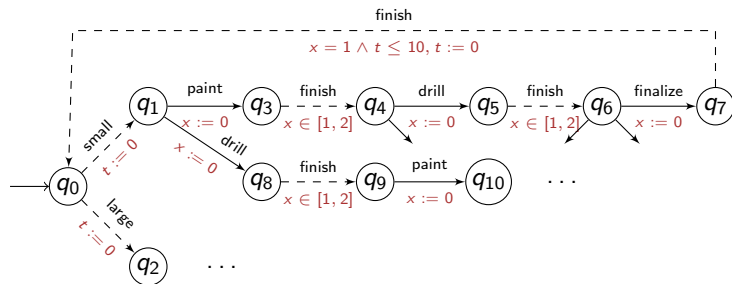 finish
x = 1 ∧ t ≤ 10, t := 0
q1 paint q3 finish q4 drill q5 finish q6 finalize q7
x := 0 x ∈ [1, 2] x := 0 x ∈ [1, 2] x := 0
small
t := 0
drill
x := 0
q0
q8 finish q9 paint q10 ...
x ∈ [1, 2] x := 0
large
t := 0
q2 ...